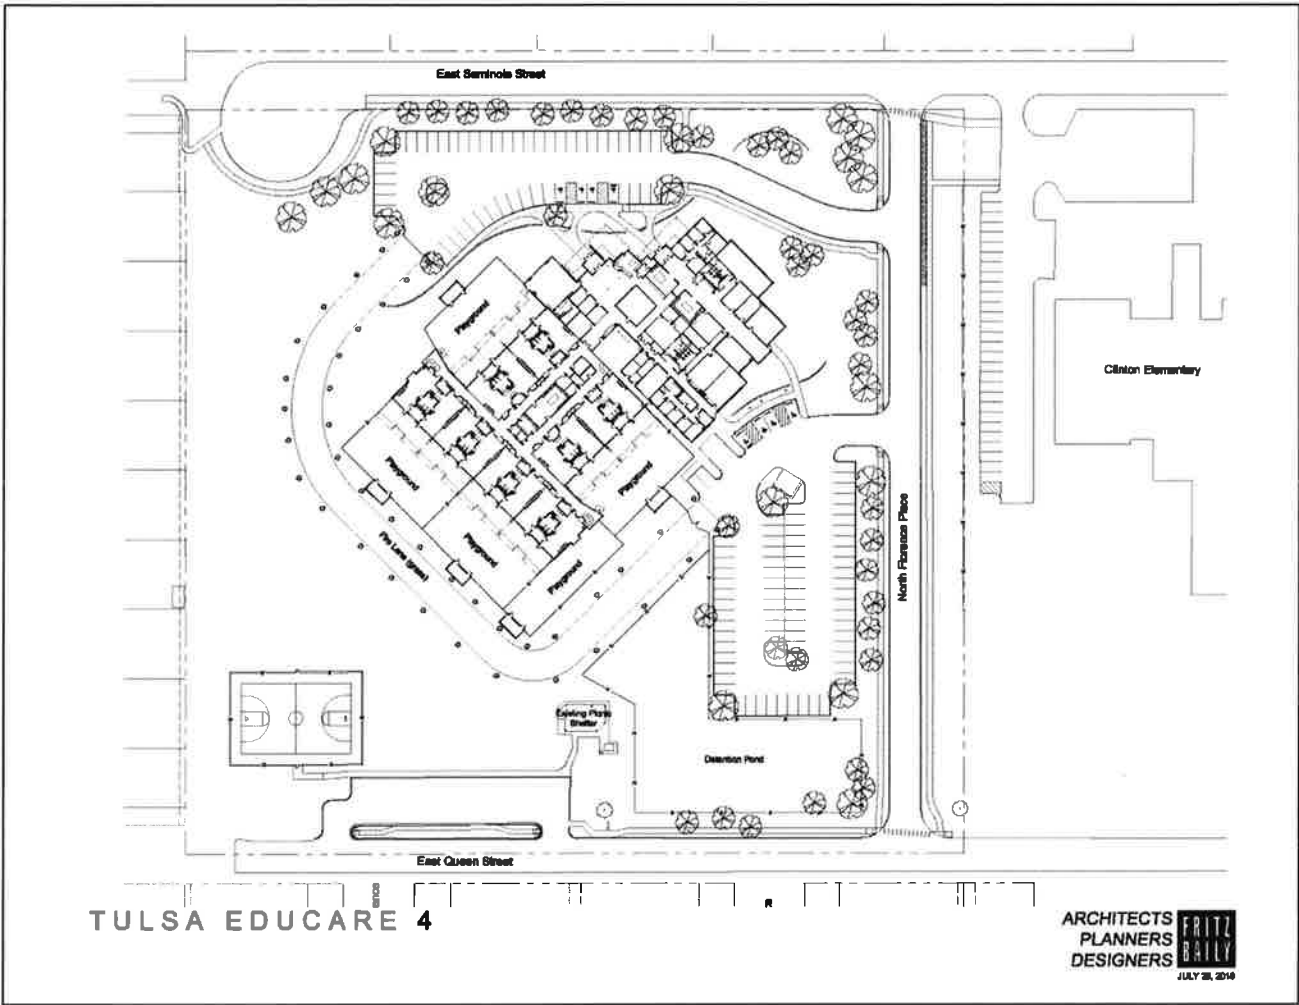 East Seminole Street
Playground
Clinton Elementary
Playground
Playground
North Florence Place
Playground
Fire Lane (grass)
Playground
Existing Picnic
Shelter
Detention Pond
East Queen Street
TULSA EDUCARE 4
ARCHITECTS
PLANNERS
DESIGNERS
FRITZ
BAILY